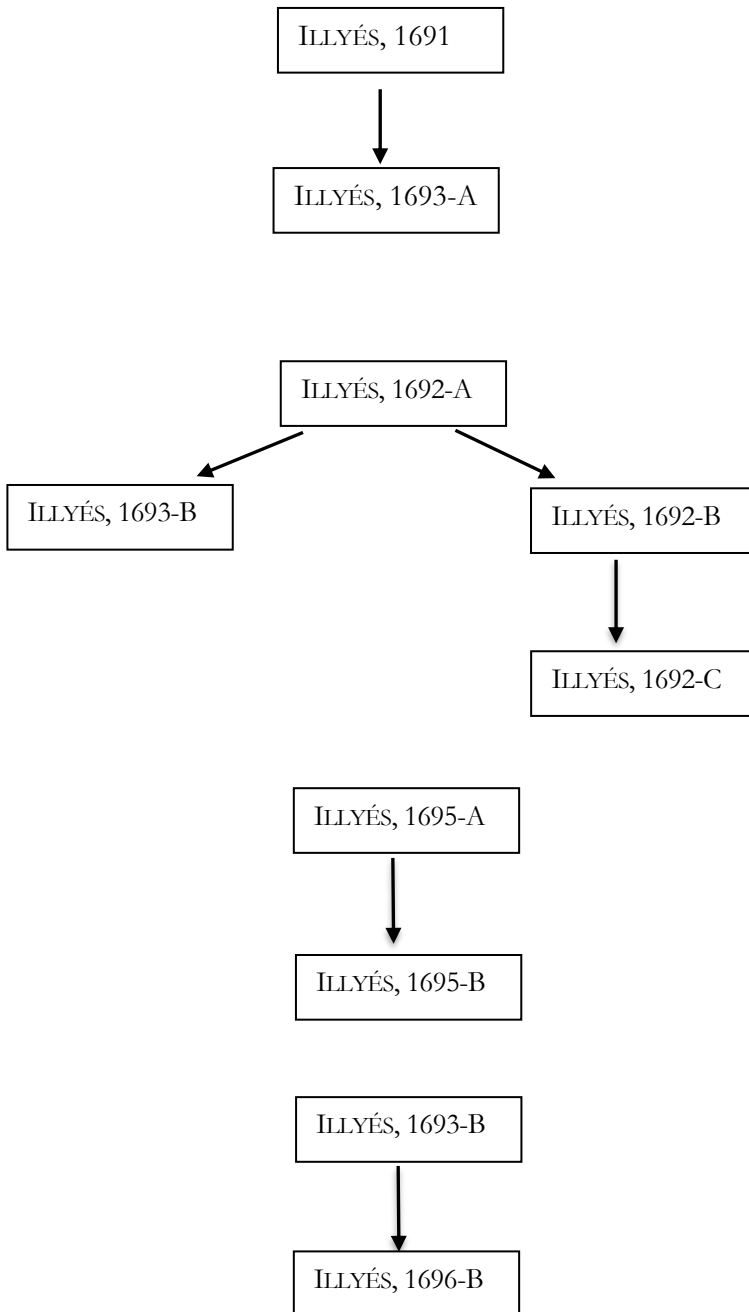 ILLYÉS, 1691
ILLYÉS, 1693-A
ILLYÉS, 1692-A
ILLYÉS, 1693-B
ILLYÉS, 1692-B
ILLYÉS, 1692-C
ILLYÉS, 1695-A
ILLYÉS, 1695-B
ILLYÉS, 1693-B
ILLYÉS, 1696-B